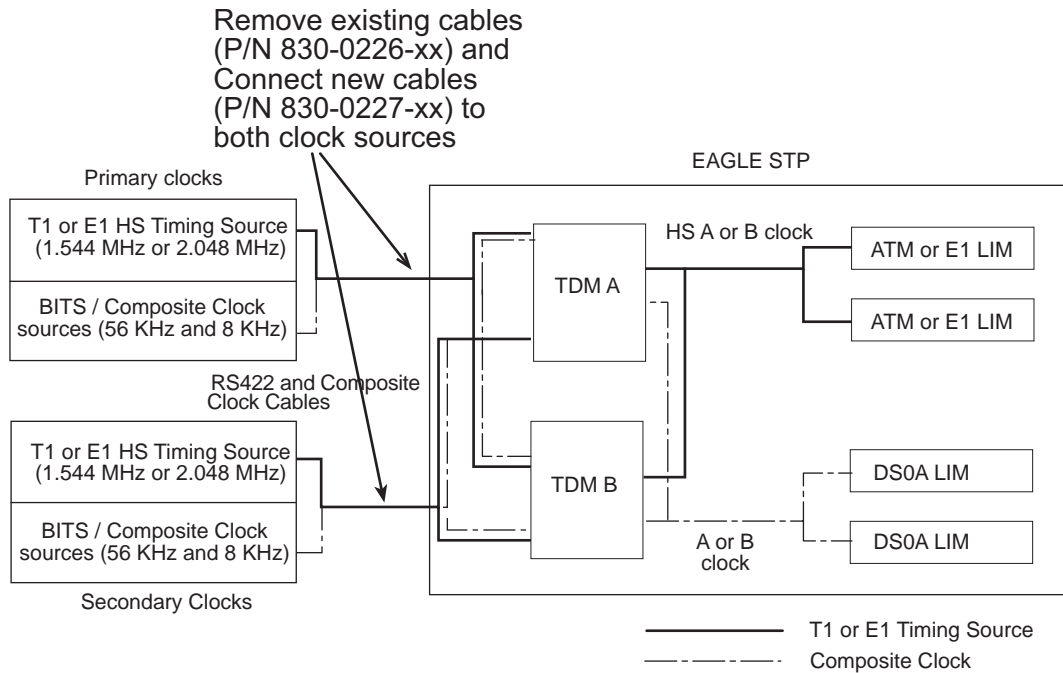 Remove existing cables
(P/N 830-0226-xx) and
Connect new cables
(P/N 830-0227-xx) to
both clock sources
EAGLE STP
Primary clocks
T1 or E1 HS Timing Source
(1.544 MHz or 2.048 MHz)
BITS / Composite Clock
sources (56 KHz and 8 KHz)
TDM A
HS A or B clock
ATM or E1 LIM
ATM or E1 LIM
RS422 and Composite
Clock Cables
T1 or E1 HS Timing Source
(1.544 MHz or 2.048 MHz)
BITS / Composite Clock
sources (56 KHz and 8 KHz)
Secondary Clocks
TDM B
A or B
clock
DS0A LIM
DS0A LIM
T1 or E1 Timing Source
Composite Clock